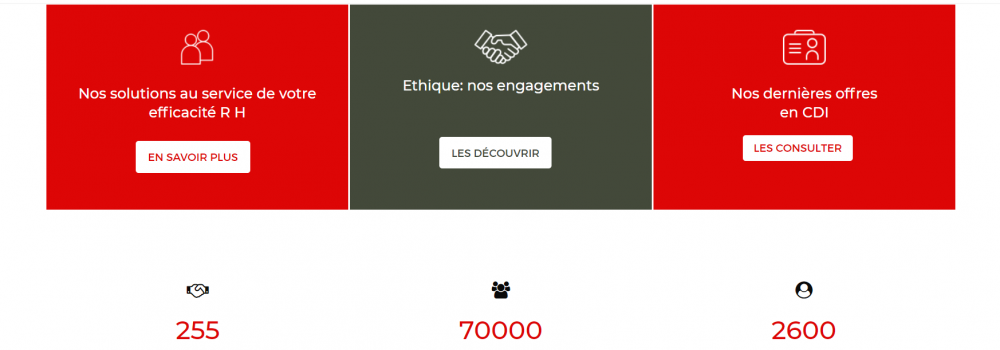 Nos solutions au service de votre
efficacité R H
EN SAVOIR PLUS
Ethique: nos engagements
LES DÉCOUVRIR
Nos dernières offres
en CDI
LES CONSULTER
255
70000
2600